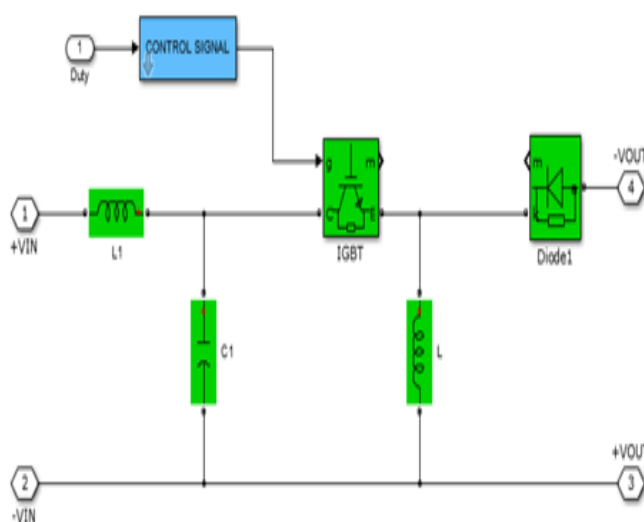 1
Duty
CONTROL SIGNAL
g
m
C
E
IGBT
m
Diode1
-VOUT
4
1
+VIN
L1
C1
L
2
-VIN
+VOUT
3